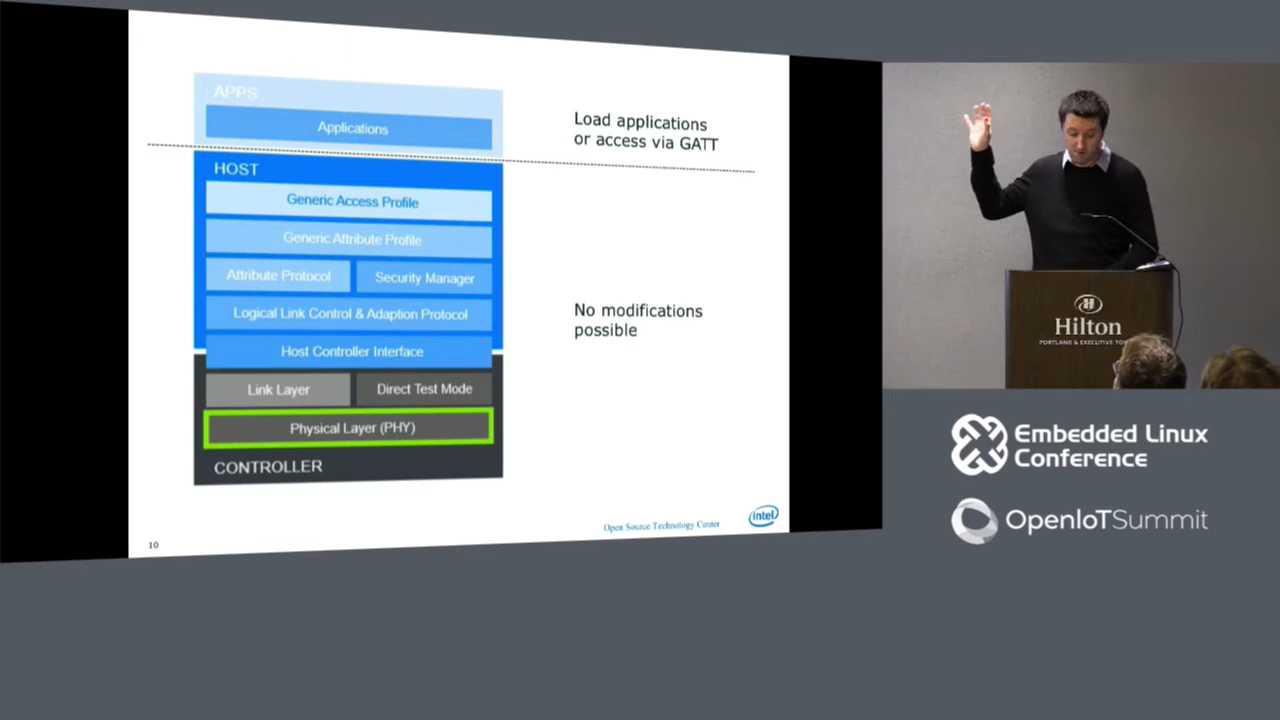 APPS
Applications
HOST
Generic Access Profile
Generic Attribute Profile
Attribute Protocol
Security Manager
Logical Link Control & Adaption Protocol
Host Controller Interface
Link Layer
Direct Test Mode
Physical Layer (PHY)
CONTROLLER
Load applications
or access via GATT
No modifications
possible
Open Source Technology Center
intel
10
Hilton
PORTLAND & EXECUTIVE
Embedded Linux
Conference
OpenIoTSummit